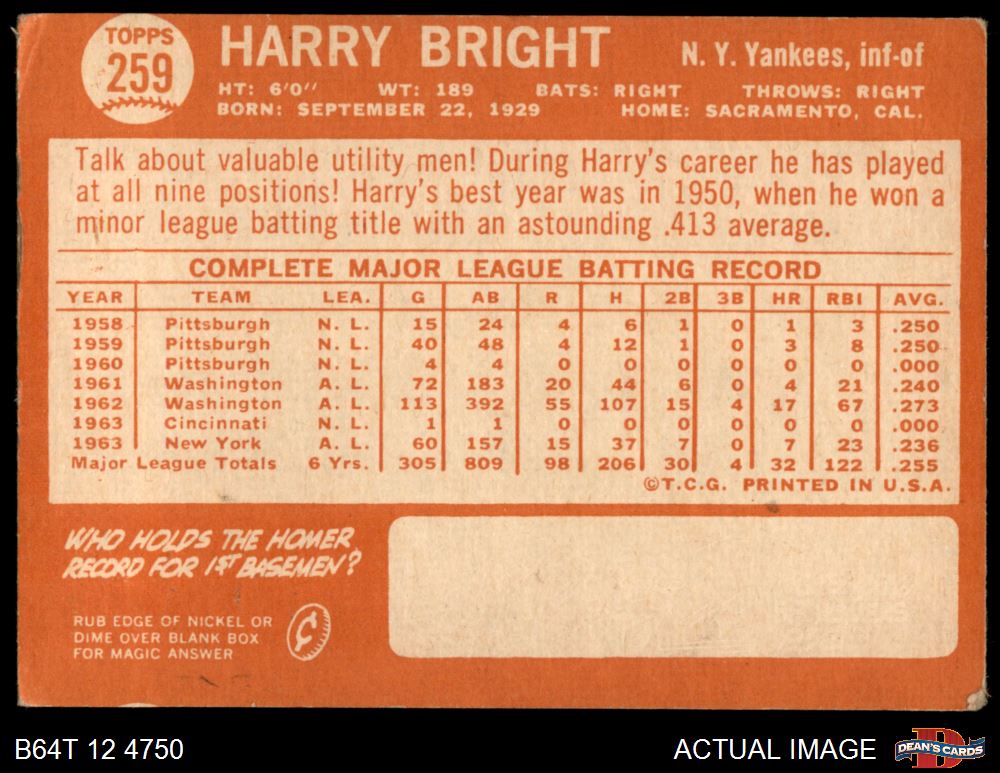 TOPPS
259
HARRY BRIGHT
N. Y. Yankees, inf-of
HT: 6'0'' WT: 189 BATS: RIGHT THROWS: RIGHT
BORN: SEPTEMBER 22, 1929 HOME: SACRAMENTO, CAL.
Talk about valuable utility men! During Harry's career he has played
at all nine positions! Harry's best year was in 1950, when he won a
minor league batting title with an astounding .413 average.
COMPLETE MAJOR LEAGUE BATTING RECORD
YEAR TEAM LEA. G AB R H 2B 3B HR RBI AVG.
1958 Pittsburgh N. L. 15 24 4 6 1 0 1 3 .250
1959 Pittsburgh N. L. 40 48 4 12 1 0 3 8 .250
1960 Pittsburgh N. L. 4 4 0 0 0 0 0 0 .000
1961 Washington A. L. 72 183 20 44 6 0 4 21 .240
1962 Washington A. L. 113 392 55 107 15 4 17 67 .273
1963 Cincinnati N. L. 1 1 0 0 0 0 0 0 .000
1963 New York A. L. 60 157 15 37 7 0 7 23 .236
Major League Totals 6 Yrs. 305 809 98 206 30 4 32 122 .255
©T.C.G. PRINTED IN U.S.A.
WHO HOLDS THE HOMER
RECORD FOR 1ST BASEMEN?
RUB EDGE OF NICKEL OR
DIME OVER BLANK BOX
FOR MAGIC ANSWER
¢
B64T 12 4750
ACTUAL IMAGE
D
DEAN'S CARDS